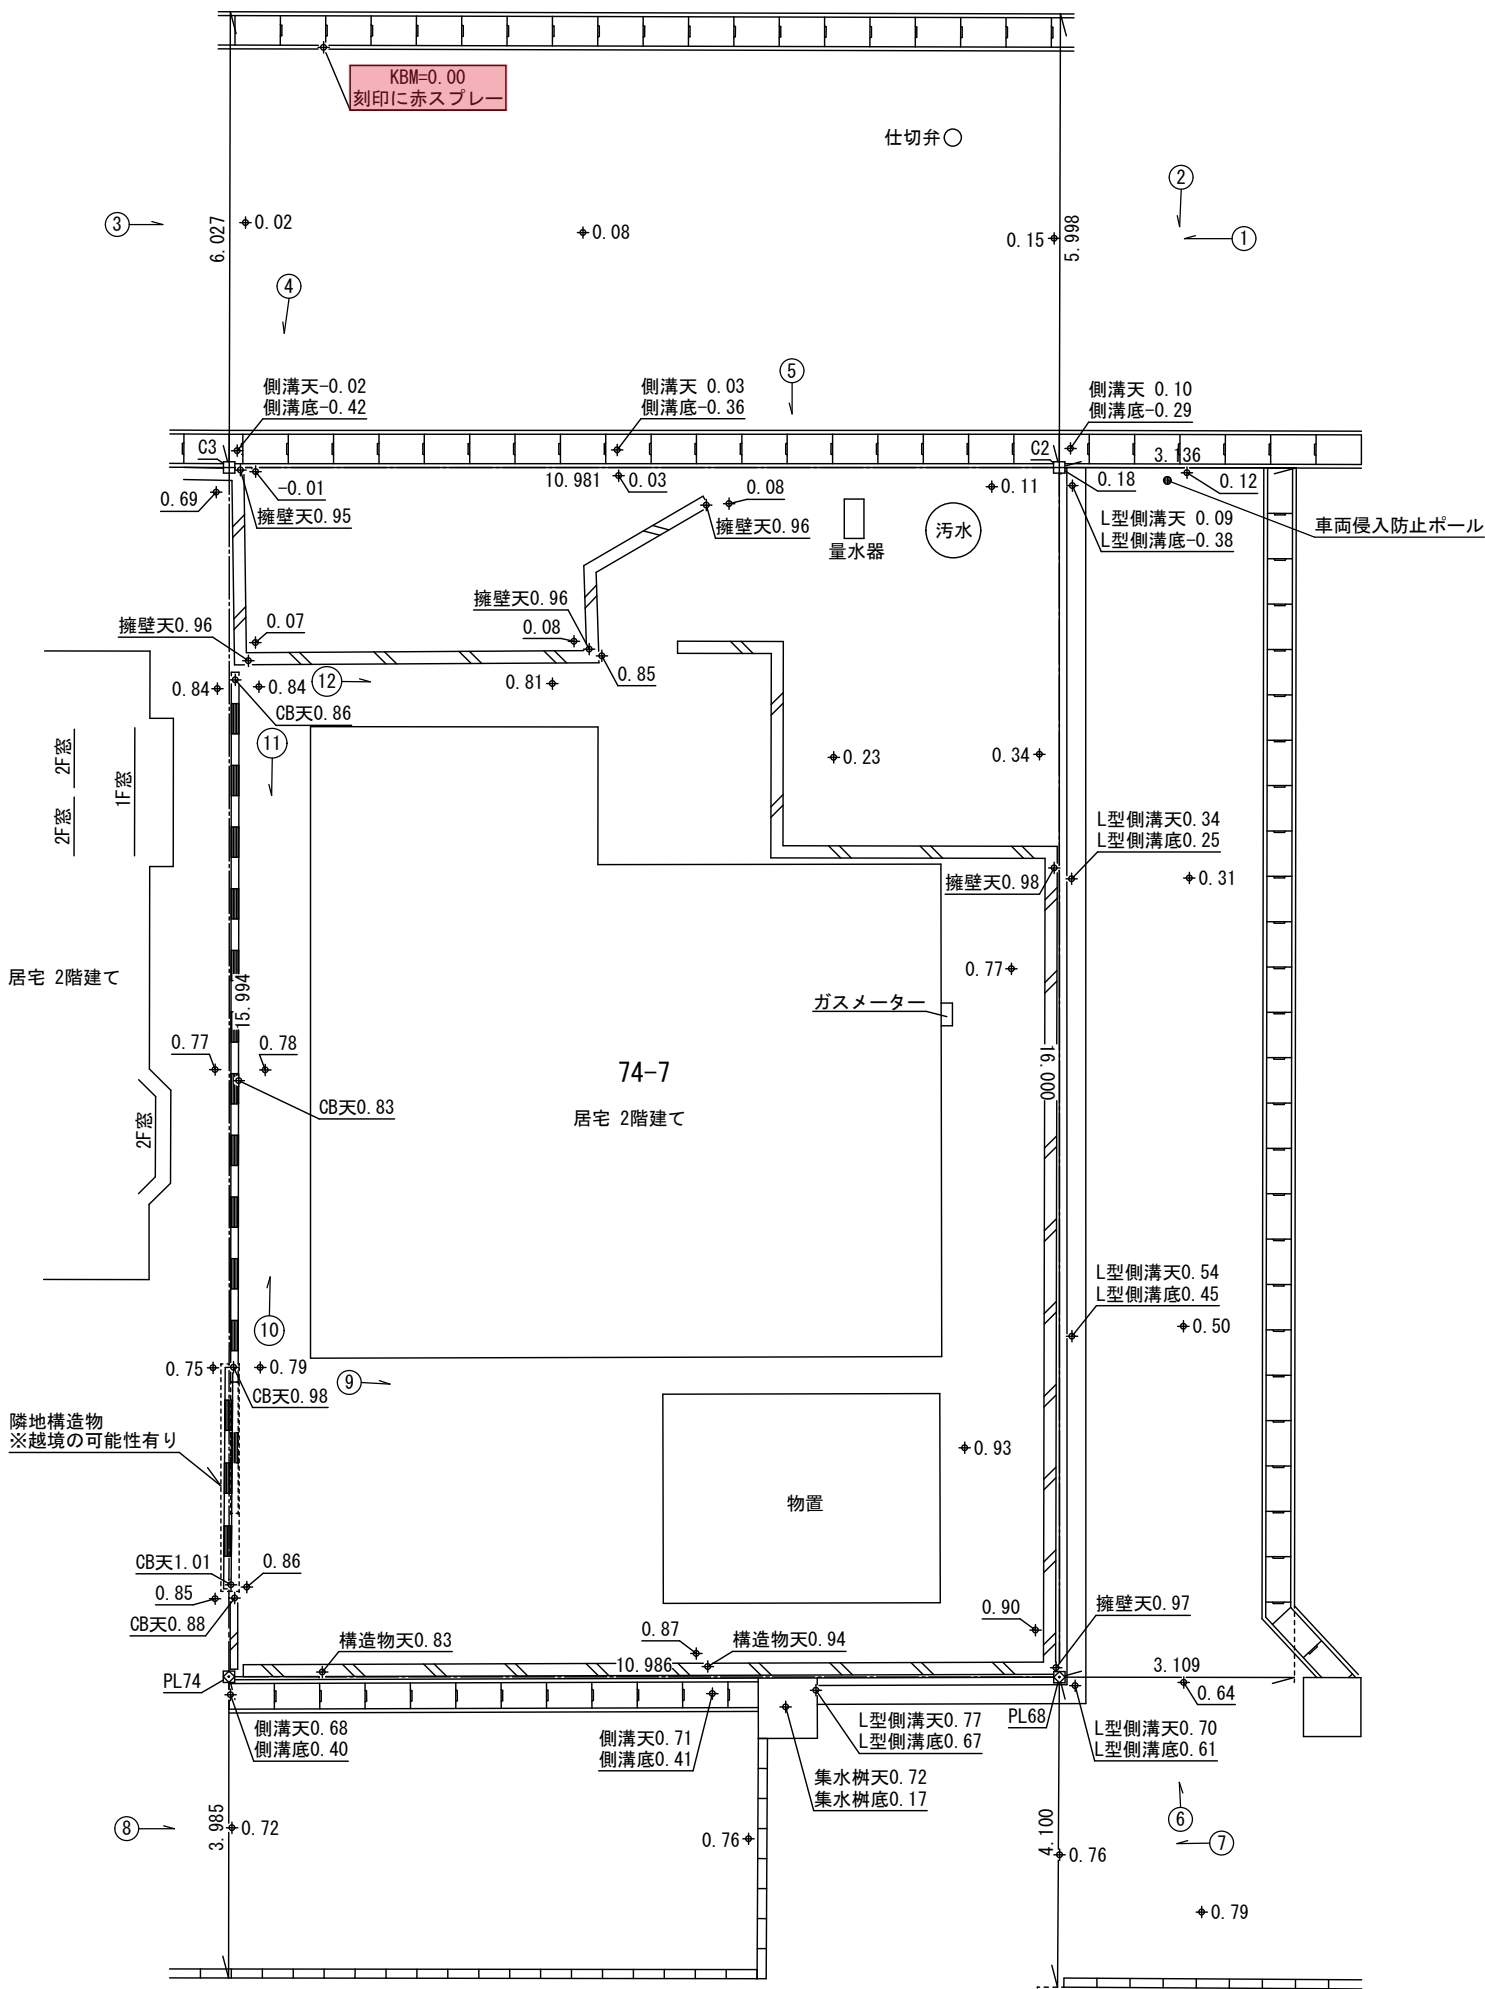 KBM=0.00
刻印に赤スプレー
仕切弁
②
③
0.02
6.027
0.08
0.15
5.998
①
④
⑤
側溝天-0.02
側溝底-0.42
側溝天 0.03
側溝底-0.36
側溝天 0.10
側溝底-0.29
C3
C2
3.136
-0.01
10.981
0.03
0.08
0.11
0.18
0.12
0.69
擁壁天0.95
擁壁天0.96
量水器
汚水
L型側溝天 0.09
L型側溝底-0.38
車両侵入防止ポール
擁壁天0.96
擁壁天0.96
0.07
0.08
0.85
0.84
0.84
⑫
0.81
CB天0.86
⑪
2F窓
2F窓
1F窓
0.23
0.34
L型側溝天0.34
L型側溝底0.25
擁壁天0.98
0.31
居宅 2階建て
15.994
0.77
ガスメーター
0.77
0.78
74-7
16.000
CB天0.83
居宅 2階建て
2F窓
L型側溝天0.54
L型側溝底0.45
⑩
0.50
0.75
0.79
⑨
CB天0.98
隣地構造物
※越境の可能性有り
0.93
物置
CB天1.01
0.86
0.85
CB天0.88
0.90
擁壁天0.97
構造物天0.83
0.87
構造物天0.94
10.986
3.109
PL74
0.64
PL68
側溝天0.68
側溝底0.40
側溝天0.71
側溝底0.41
L型側溝天0.77
L型側溝底0.67
L型側溝天0.70
L型側溝底0.61
集水桝天0.72
集水桝底0.17
⑧
3.985
0.72
0.76
4.100
0.76
⑥
⑦
0.79